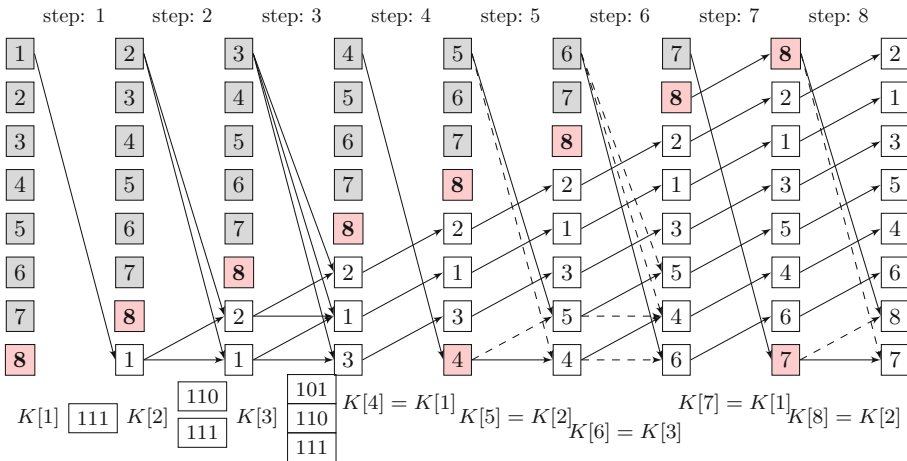 step: 1 step: 2 step: 3 step: 4 step: 5 step: 6 step: 7 step: 8
1 2 3 4 5 6 7 8 2
2 3 4 5 6 7 8 2 1
3 4 5 6 7 8 2 1 3
4 5 6 7 8 2 1 3 5
5 6 7 8 2 1 3 5 4
6 7 8 2 1 3 5 4 6
7 8 2 1 3 5 4 6 8
8 1 1 3 4 4 6 7 7
K[1] 111 K[2] 110 111 K[3] 101 110 111 K[4] = K[1] K[5] = K[2] K[6] = K[3] K[7] = K[1] K[8] = K[2]